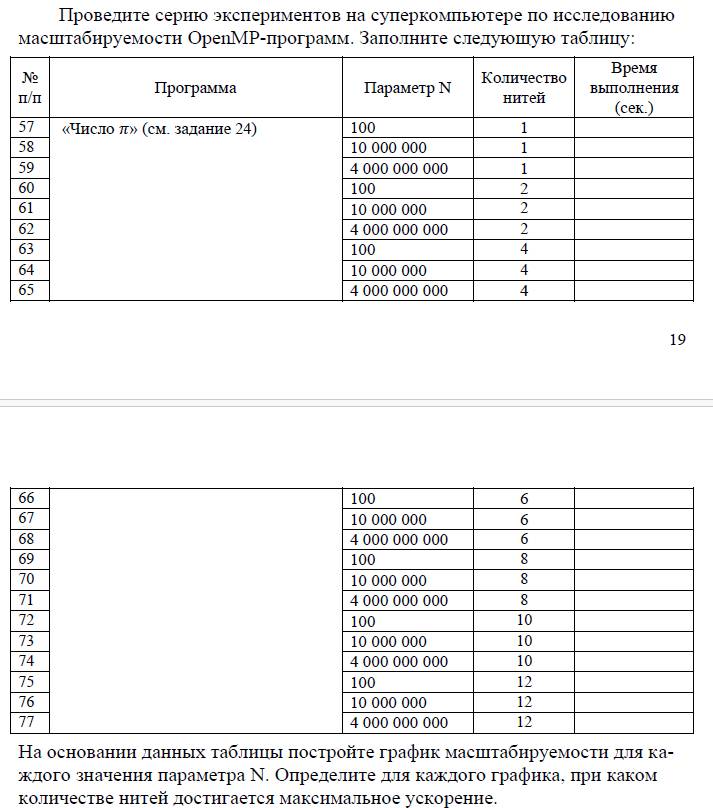 Проведите серию экспериментов на суперкомпьютере по исследованию
масштабируемости OpenMP-программ. Заполните следующую таблицу:
№ п/п Программа Параметр N Количество нитей Время выполнения (сек.)
57 «Число π» (см. задание 24) 100 1
58 10 000 000 1
59 4 000 000 000 1
60 100 2
61 10 000 000 2
62 4 000 000 000 2
63 100 4
64 10 000 000 4
65 4 000 000 000 4
19
66 100 6
67 10 000 000 6
68 4 000 000 000 6
69 100 8
70 10 000 000 8
71 4 000 000 000 8
72 100 10
73 10 000 000 10
74 4 000 000 000 10
75 100 12
76 10 000 000 12
77 4 000 000 000 12
На основании данных таблицы постройте график масштабируемости для ка-
ждого значения параметра N. Определите для каждого графика, при каком
количестве нитей достигается максимальное ускорение.